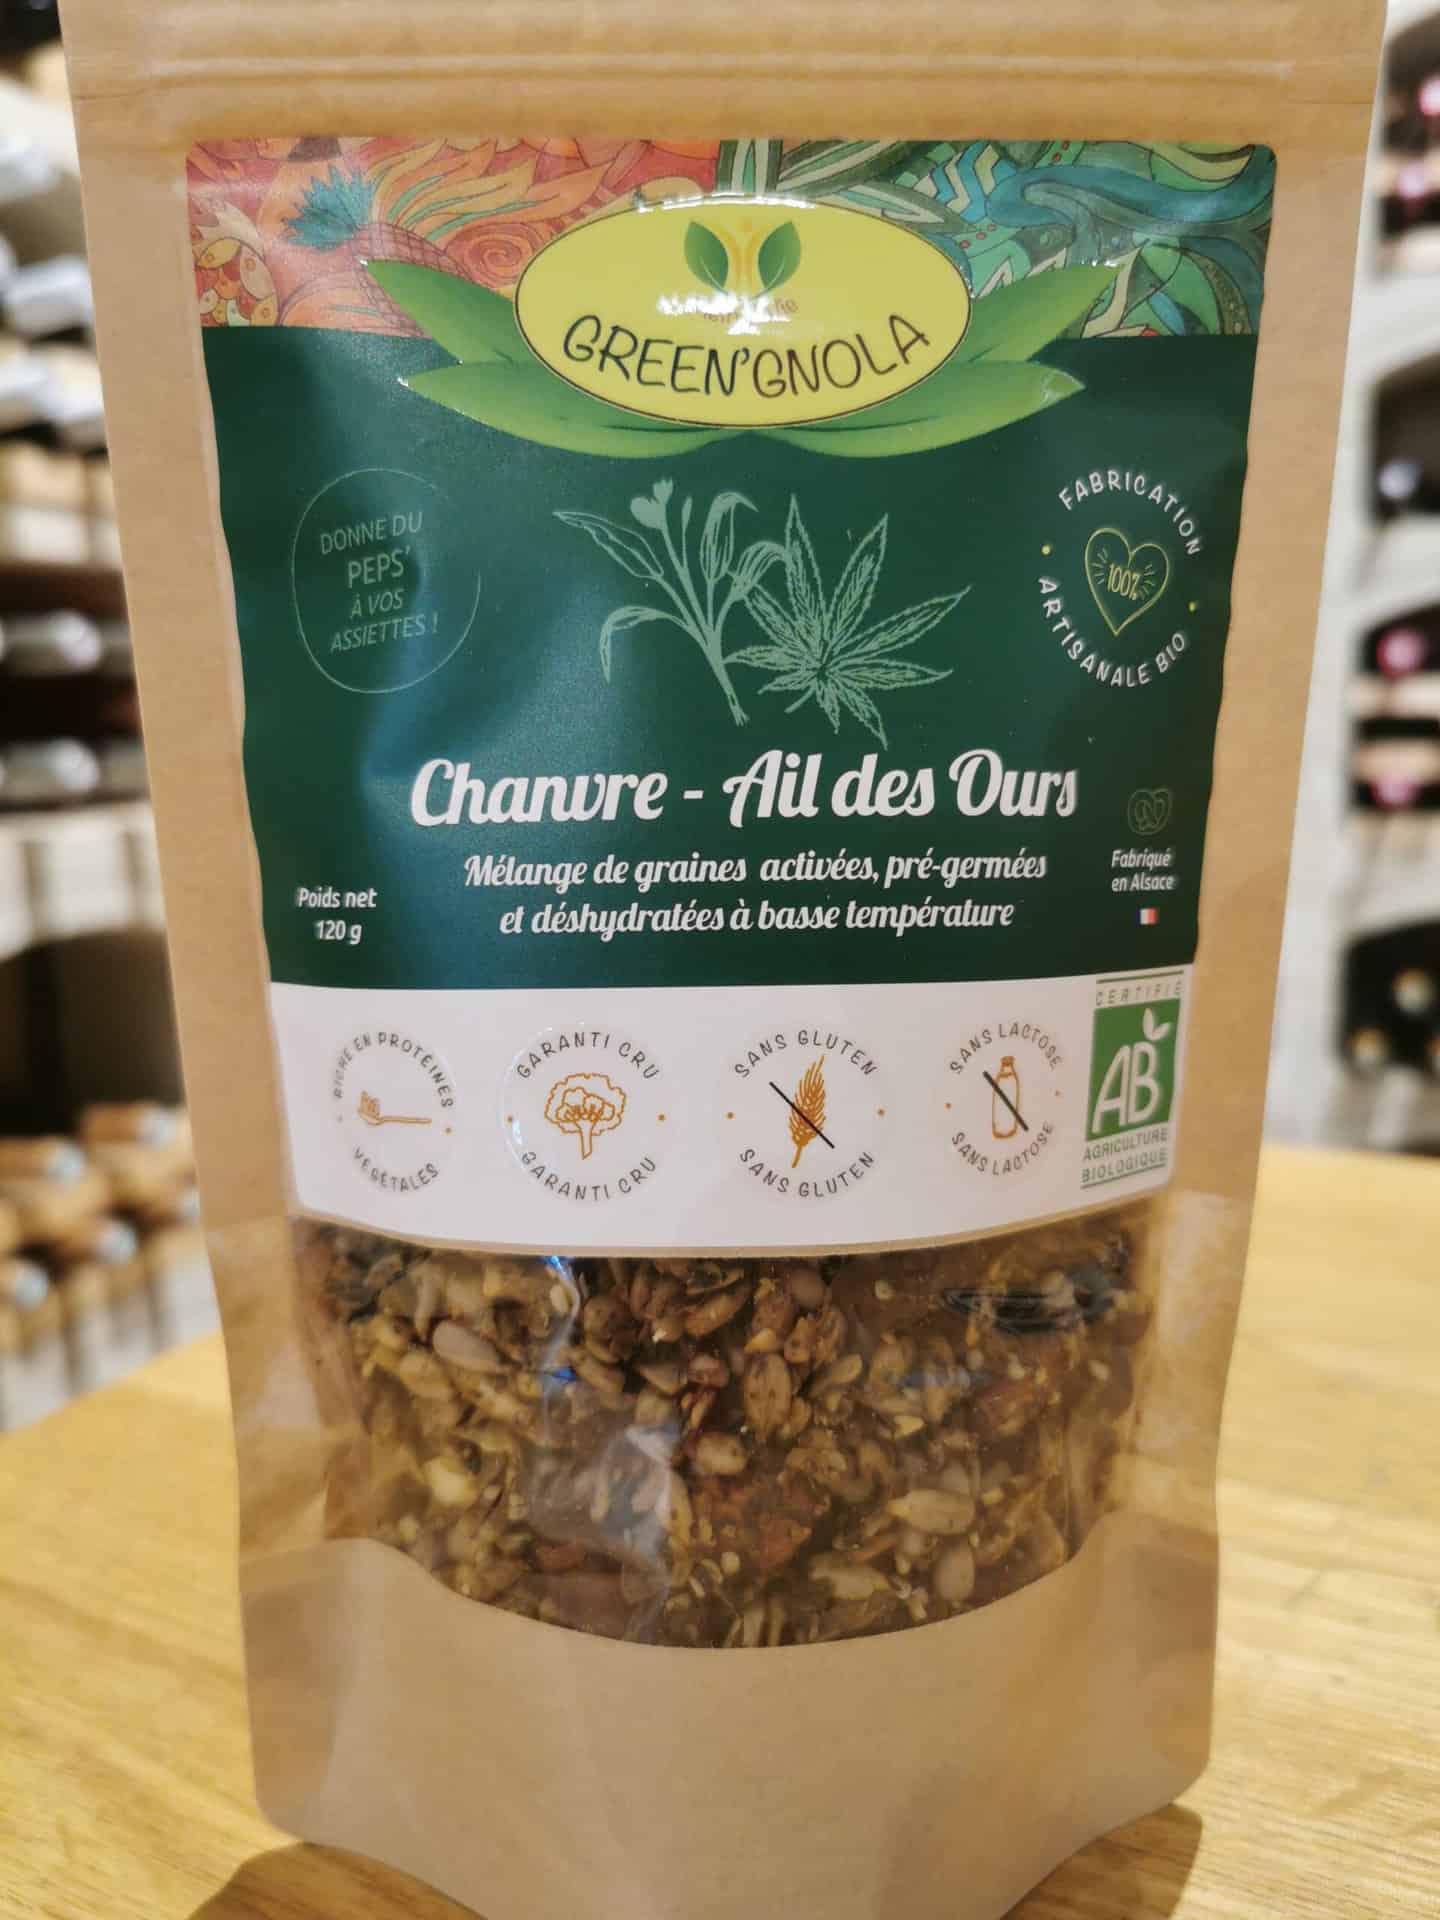 GREEN'GNOLA
DONNE DU
PEPS'
À VOS
ASSIETTES !
FABRICATION
100%
ARTISANALE BIO
Chanvre - Ail des Ours
Mélange de graines activées, pré-germées
et déshydratées à basse température
Poids net
120 g
Fabriqué
en Alsace
RICHE EN PROTÉINES
VÉGÉTALES
GARANTI CRU
GARANTI CRU
SANS GLUTEN
SANS GLUTEN
SANS LACTOSE
SANS LACTOSE
CERTIFIÉ
AB
AGRICULTURE
BIOLOGIQUE